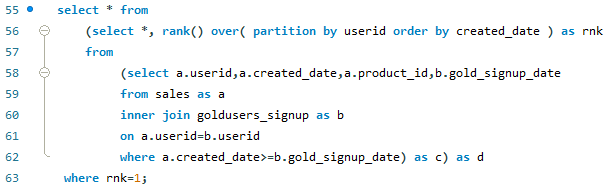 55 select * from
56 (select *, rank() over( partition by userid order by created_date ) as rnk
57 from
58 (select a.userid,a.created_date,a.product_id,b.gold_signup_date
59 from sales as a
60 inner join goldusers_signup as b
61 on a.userid=b.userid
62 where a.created_date>=b.gold_signup_date) as c) as d
63 where rnk=1;